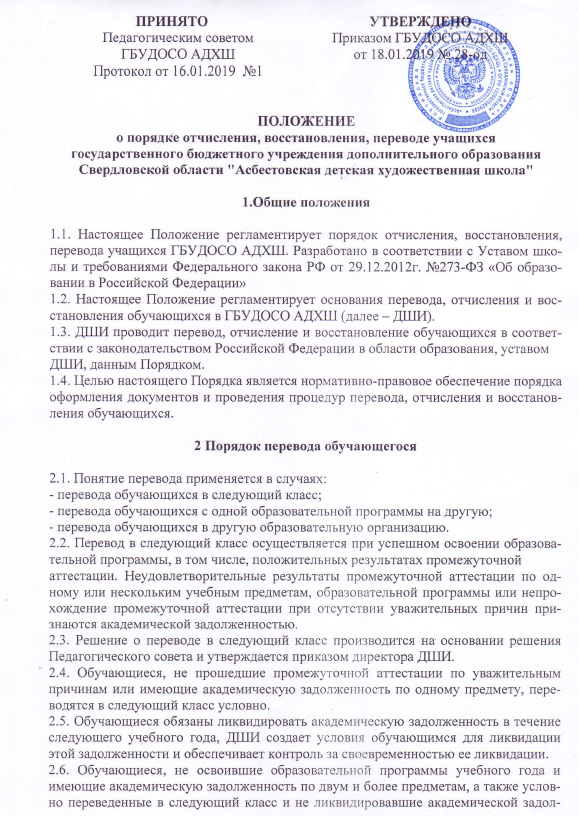 ПРИНЯТО УТВЕРЖДЕНО
Педагогическим советом Приказом ГБУДОСО АДХШ
ГБУДОСО АДХШ от 18.01.2019 № 28-од
Протокол от 16.01.2019 №1
ПОЛОЖЕНИЕ
о порядке отчисления, восстановления, переводе учащихся
государственного бюджетного учреждения дополнительного образования
Свердловской области "Асбестовская детская художественная школа"
1.Общие положения
1.1. Настоящее Положение регламентирует порядок отчисления, восстановления,
перевода учащихся ГБУДОСО АДХШ. Разработано в соответствии с Уставом шко-
лы и требованиями Федерального закона РФ от 29.12.2012г. №273-ФЗ «Об образо-
вании в Российской Федерации»
1.2. Настоящее Положение регламентирует основания перевода, отчисления и вос-
становления обучающихся в ГБУДОСО АДХШ (далее – ДШИ).
1.3. ДШИ проводит перевод, отчисление и восстановление обучающихся в соответ-
ствии с законодательством Российской Федерации в области образования, уставом
ДШИ, данным Порядком.
1.4. Целью настоящего Порядка является нормативно-правовое обеспечение порядка
оформления документов и проведения процедур перевода, отчисления и восстанов-
ления обучающихся.
2 Порядок перевода обучающегося
2.1. Понятие перевода применяется в случаях:
- перевода обучающихся в следующий класс;
- перевода обучающихся с одной образовательной программы на другую;
- перевода обучающихся в другую образовательную организацию.
2.2. Перевод в следующий класс осуществляется при успешном освоении образова-
тельной программы, в том числе, положительных результатах промежуточной
аттестации. Неудовлетворительные результаты промежуточной аттестации по од-
ному или нескольким учебным предметам, образовательной программы или непро-
хождение промежуточной аттестации при отсутствии уважительных причин при-
знаются академической задолженностью.
2.3. Решение о переводе в следующий класс производится на основании решения
Педагогического совета и утверждается приказом директора ДШИ.
2.4. Обучающиеся, не прошедшие промежуточной аттестации по уважительным
причинам или имеющие академическую задолженность по одному предмету, пере-
водятся в следующий класс условно.
2.5. Обучающиеся обязаны ликвидировать академическую задолженность в течение
следующего учебного года, ДШИ создает условия обучающимся для ликвидации
этой задолженности и обеспечивает контроль за своевременностью ее ликвидации.
2.6. Обучающиеся, не освоившие образовательной программы учебного года и
имеющие академическую задолженность по двум и более предметам, а также услов-
но переведенные в следующий класс и не ликвидировавшие академической задол-